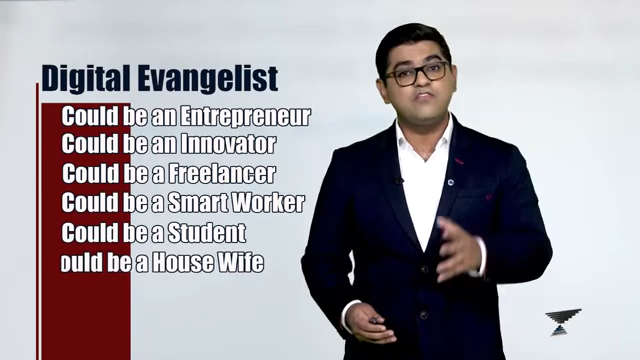 Digital Evangelist
Could be an Entrepreneur
Could be an Innovator
Could be a Freelancer
Could be a Smart Worker
Could be a Student
ould be a House Wife